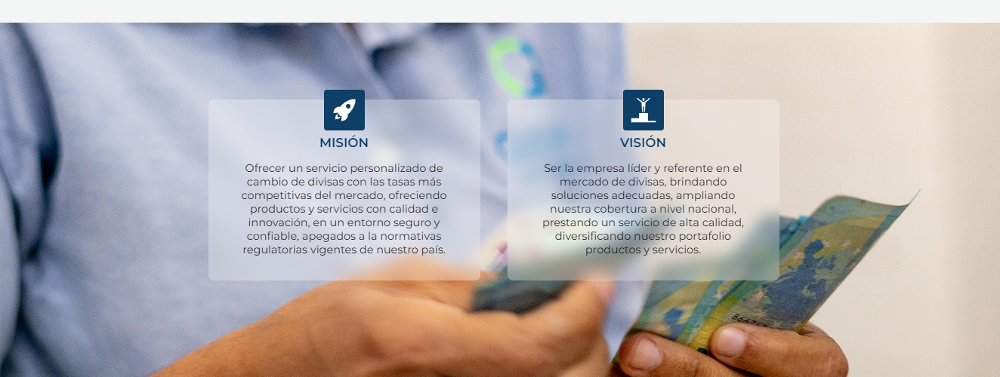 MISIÓN
Ofrecer un servicio personalizado de
cambio de divisas con las tasas más
competitivas del mercado, ofreciendo
productos y servicios con calidad e
innovación, en un entorno seguro y
confiable, apegados a la normativas
regulatorias vigentes de nuestro país.
VISIÓN
Ser la empresa líder y referente en el
mercado de divisas, brindando
soluciones adecuadas, ampliando
nuestra cobertura a nivel nacional,
prestando un servicio de alta calidad,
diversificando nuestro portafolio
productos y servicios.